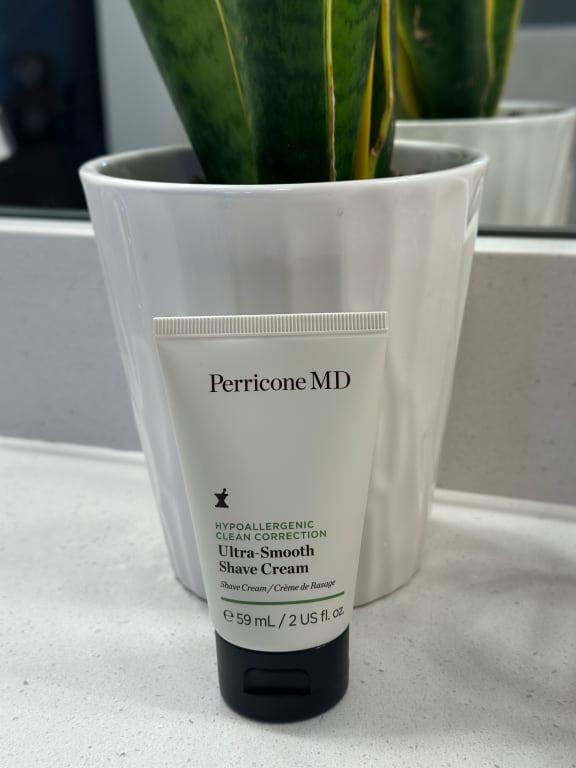 Perricone MD
HYPOALLERGENIC
CLEAN CORRECTION
Ultra-Smooth
Shave Cream
Shave Cream / Crème de Rasage
℮ 59 mL / 2 US fl. oz.